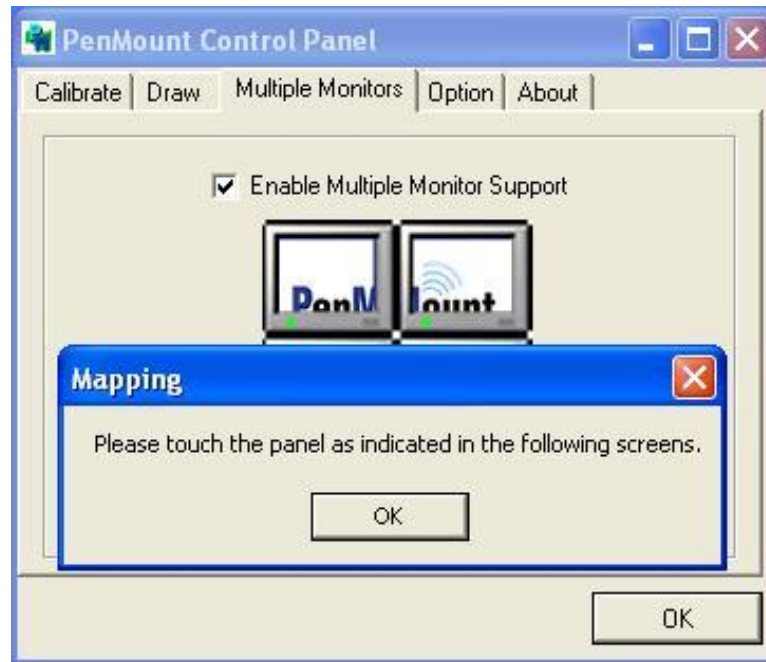 PenMount Control Panel
Calibrate Draw Multiple Monitors Option About
Enable Multiple Monitor Support
PenMount
Mapping
Please touch the panel as indicated in the following screens.
OK
OK